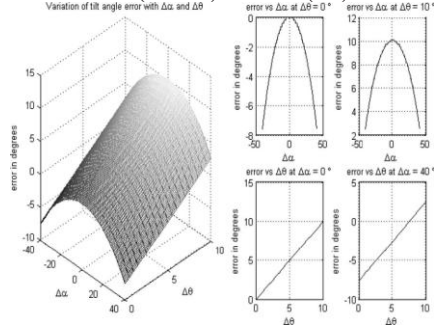 Variation of tilt angle error with Δα and Δθ
error in degrees
15
10
5
0
-5
-10
-40
-20
0
20
40
Δα
0
5
10
Δθ
error vs Δα at Δθ = 0 °
error in degrees
0
-2
-4
-6
-8
-50
0
50
Δα
error vs Δα at Δθ = 10 °
error in degrees
12
10
8
6
4
2
-50
0
50
Δα
error vs Δθ at Δα = 0 °
error in degrees
15
10
5
0
0
5
10
Δθ
error vs Δθ at Δα = 40 °
error in degrees
5
0
-5
-10
0
5
10
Δθ